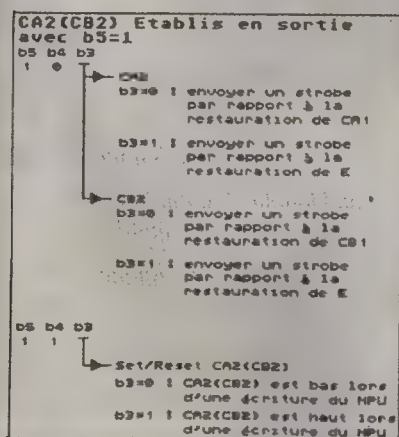 CA2(CB2) Etablis en sortie
avec b5=1
b5 b4 b3
1 0
CA2
b3=0 : envoyer un strobe
par rapport à la
restauration de CA1
b3=1 : envoyer un strobe
par rapport à la
restauration de E
CB2
b3=0 : envoyer un strobe
par rapport à la
restauration de CB1
b3=1 : envoyer un strobe
par rapport à la
restauration de E
b5 b4 b3
1 1
Set/Reset CA2(CB2)
b3=0 : CA2(CB2) est bas lors
d'une écriture du MPU
b3=1 : CA2(CB2) est haut lors
d'une écriture du MPU